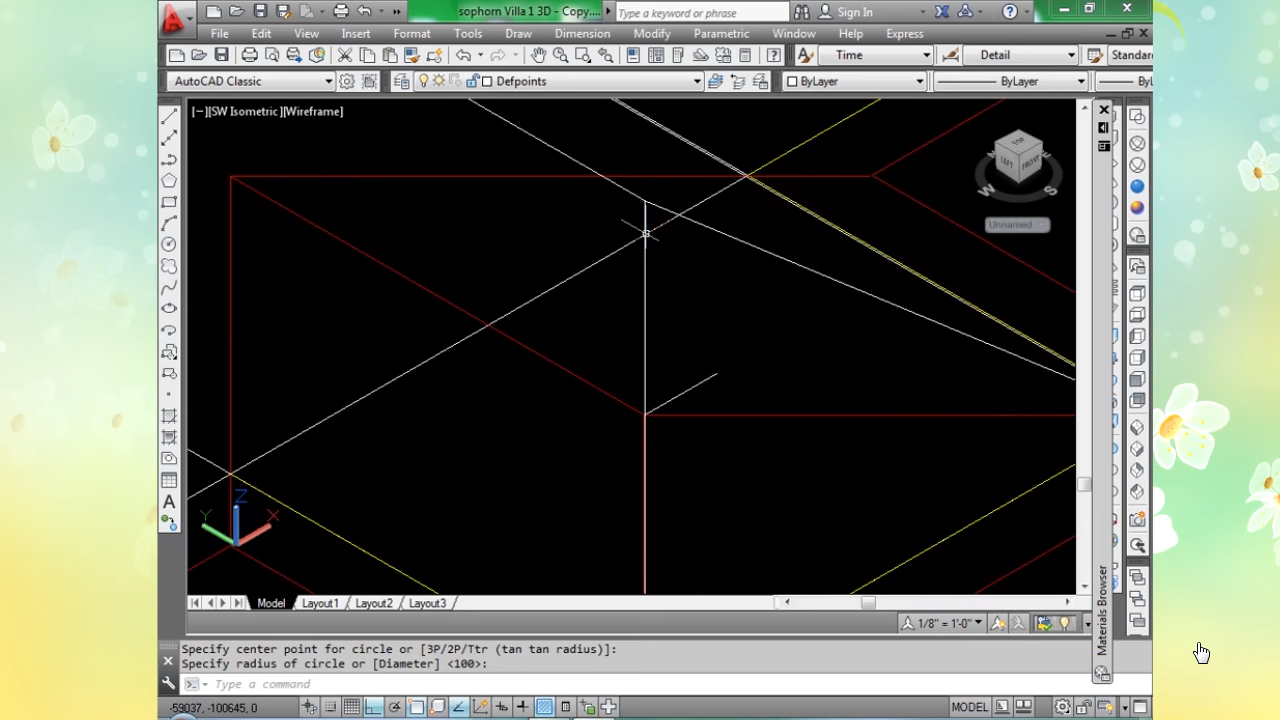 sophorn Villa 1 3D - Copy....
Type a keyword or phrase
Sign In
File Edit View Insert Format Tools Draw Dimension Modify Parametric Window Help Express
Time
Detail
Standard
AutoCAD Classic
Defpoints
ByLayer
ByLayer
[−][SW Isometric][Wireframe]
TOP
LEFT
FRONT
W
S
Unnamed
Z
Y
X
Model Layout1 Layout2 Layout3
1/8" = 1'-0"
Materials Browser
Specify center point for circle or [3P/2P/Ttr (tan tan radius)]:
Specify radius of circle or [Diameter] <100>:
Type a command
-59037, -100645, 0
MODEL